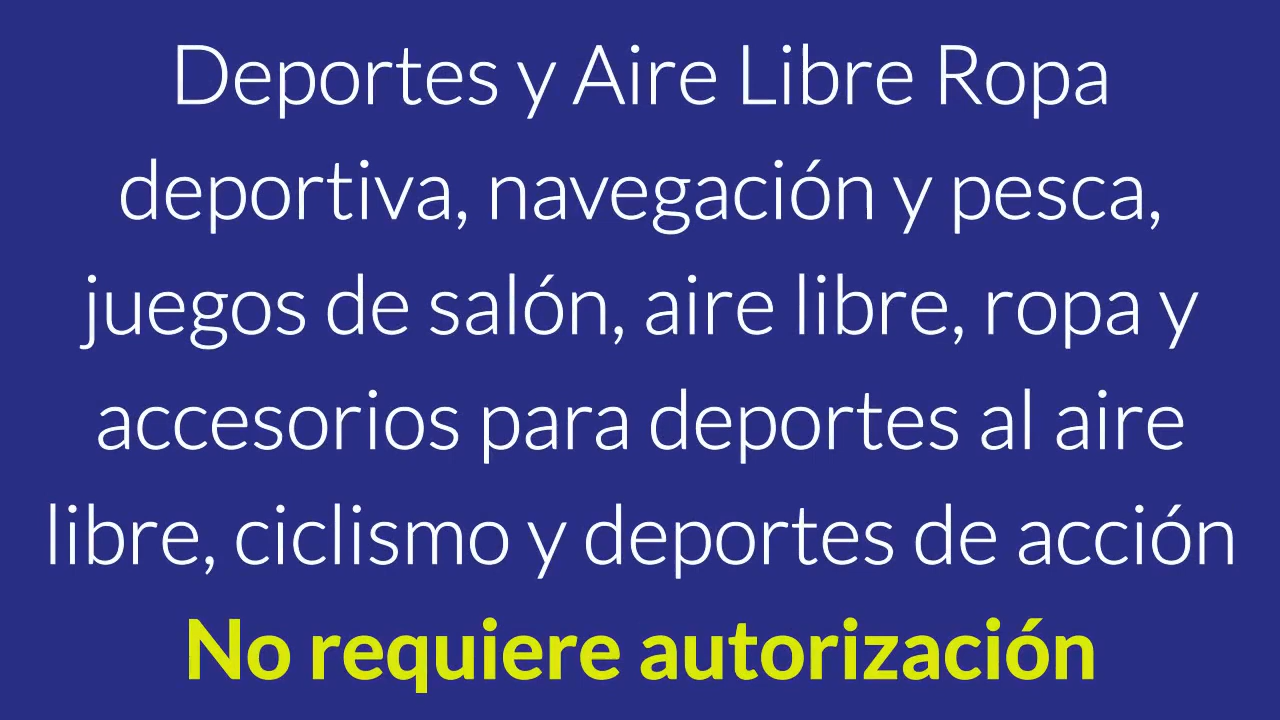 Deportes y Aire Libre Ropa
deportiva, navegación y pesca,
juegos de salón, aire libre, ropa y
accesorios para deportes al aire
libre, ciclismo y deportes de acción
No requiere autorización